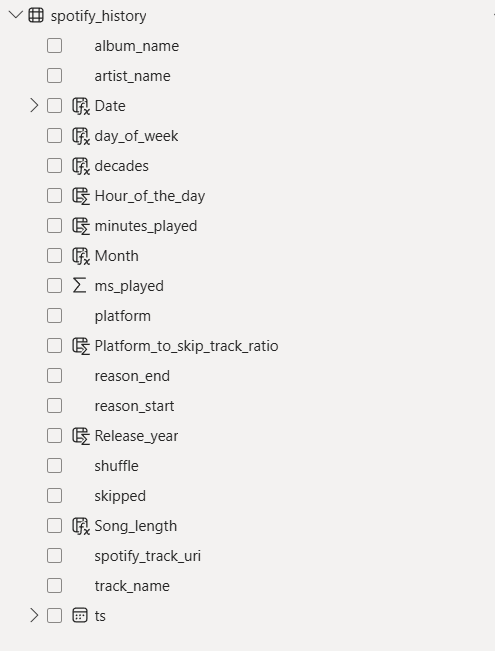 spotify_history
album_name
artist_name
Date
day_of_week
decades
Hour_of_the_day
minutes_played
Month
ms_played
platform
Platform_to_skip_track_ratio
reason_end
reason_start
Release_year
shuffle
skipped
Song_length
spotify_track_uri
track_name
ts